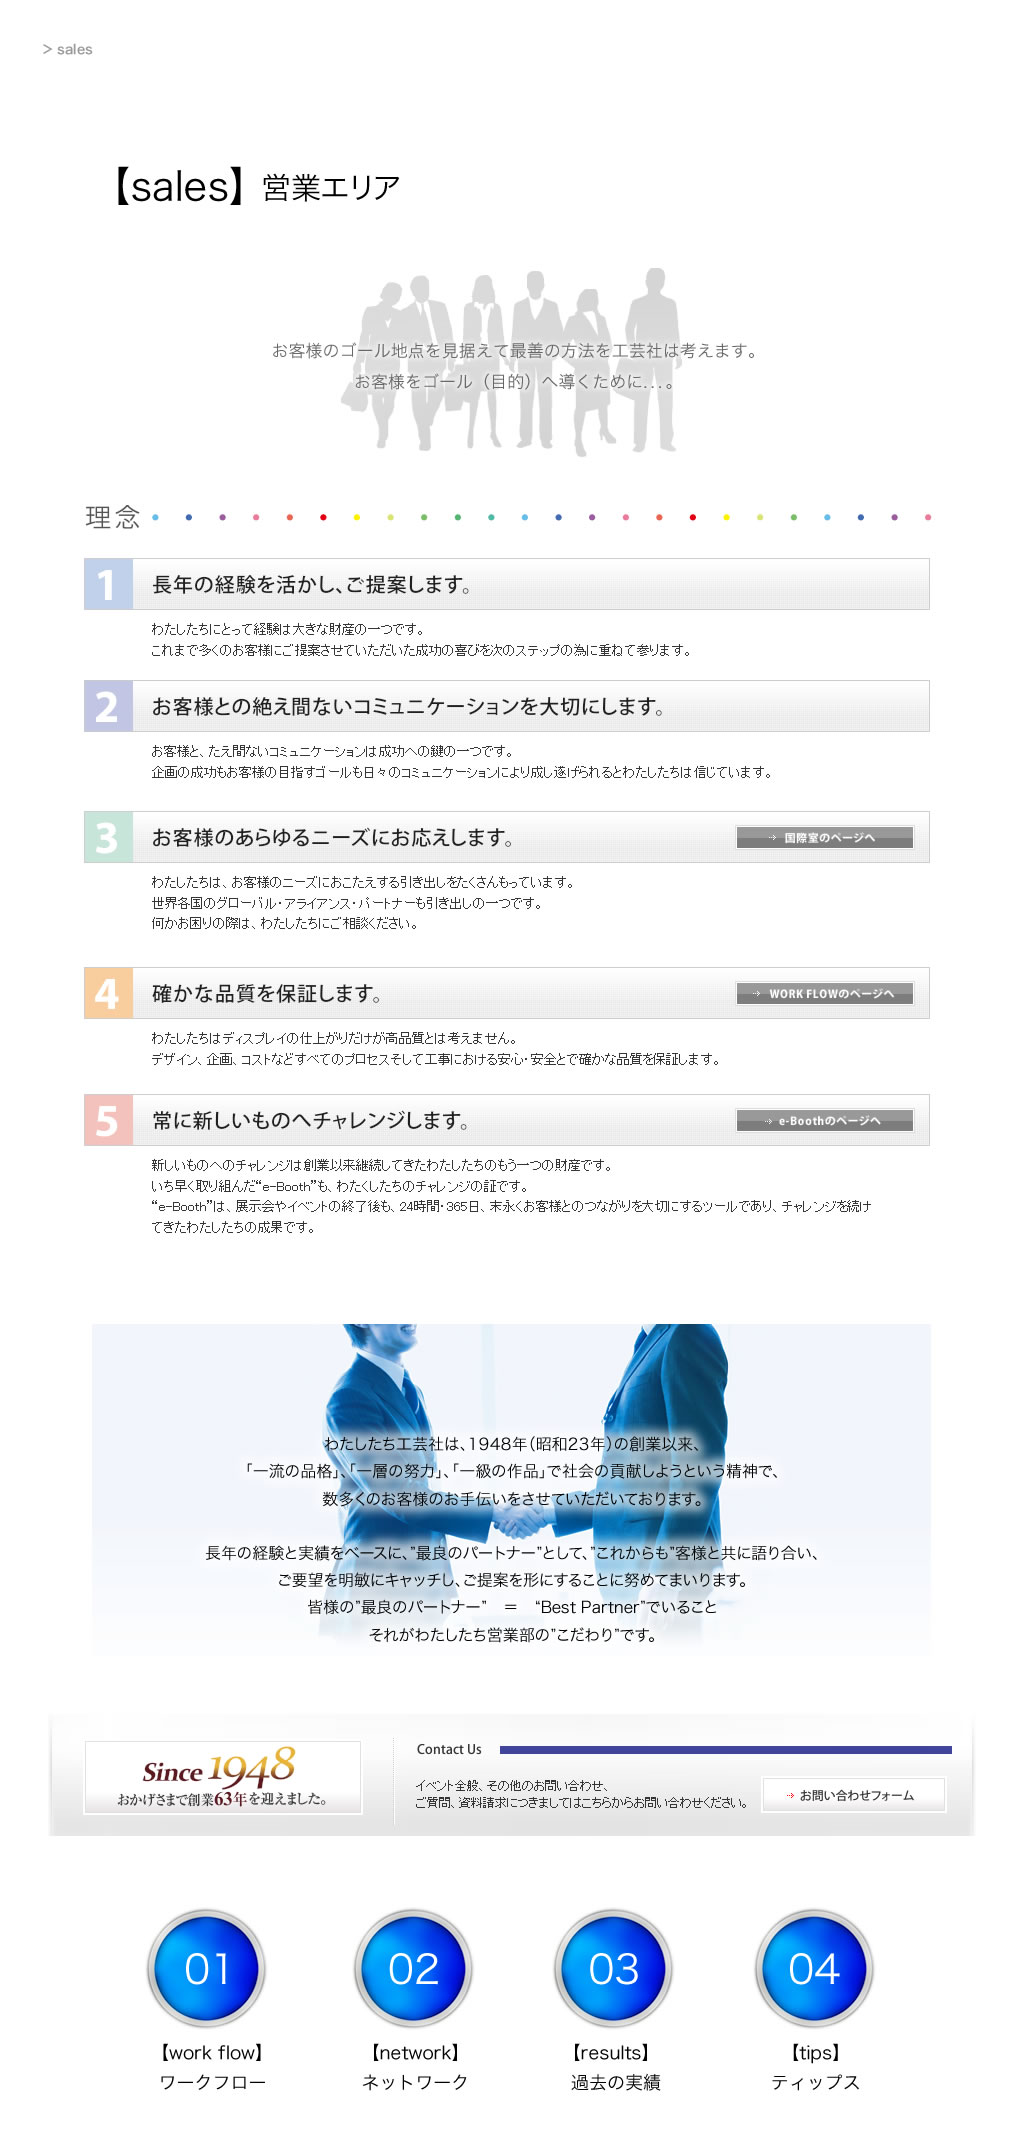 > sales
【sales】 営業エリア
お客様のゴール地点を見据えて最善の方法を工芸社は考えます。
お客様をゴール（目的）へ導くために...。
理念
1 長年の経験を活かし、ご提案します。
わたしたちにとって経験は大きな財産の一つです。
これまで多くのお客様にご提案させていただいた成功の喜びを次のステップの為に重ねて参ります。
2 お客様との絶え間ないコミュニケーションを大切にします。
お客様と、たえ間ないコミュニケーションは成功への鍵の一つです。
企画の成功もお客様の目指すゴールも日々のコミュニケーションにより成し遂げられるとわたしたちは信じています。
3 お客様のあらゆるニーズにお応えします。 国際室のページへ
わたしたちは、お客様のニーズにおこたえする引き出しをたくさんもっています。
世界各国のグローバル・アライアンス・パートナーも引き出しの一つです。
何かお困りの際は、わたしたちにご相談ください。
4 確かな品質を保証します。 WORK FLOWのページへ
わたしたちはディスプレイの仕上がりだけが高品質とは考えません。
デザイン、企画、コストなどすべてのプロセスそして工事における安心・安全とで確かな品質を保証します。
5 常に新しいものへチャレンジします。 e-Boothのページへ
新しいものへのチャレンジは創業以来継続してきたわたしたちのもう一つの財産です。
いち早く取り組んだ“e-Booth”も、わたくしたちのチャレンジの証です。
“e-Booth”は、展示会やイベントの終了後も、24時間・365日、末永くお客様とのつながりを大切にするツールであり、チャレンジを続け
てきたわたしたちの成果です。
わたしたち工芸社は、1948年（昭和23年）の創業以来、
「一流の品格」、「一層の努力」、「一級の作品」で社会の貢献しようという精神で、
数多くのお客様のお手伝いをさせていただいております。
長年の経験と実績をベースに、”最良のパートナー”として、”これからも”客様と共に語り合い、
ご要望を明敏にキャッチし、ご提案を形にすることに努めてまいります。
皆様の”最良のパートナー” ＝ “Best Partner”でいること
それがわたしたち営業部の”こだわり”です。
Since 1948
おかげさまで創業63年を迎えました。
Contact Us
イベント全般、その他のお問い合わせ、
ご質問、資料請求につきましてはこちらからお問い合わせください。
お問い合わせフォーム
01 02 03 04
【work flow】 【network】 【results】 【tips】
ワークフロー ネットワーク 過去の実績 ティップス